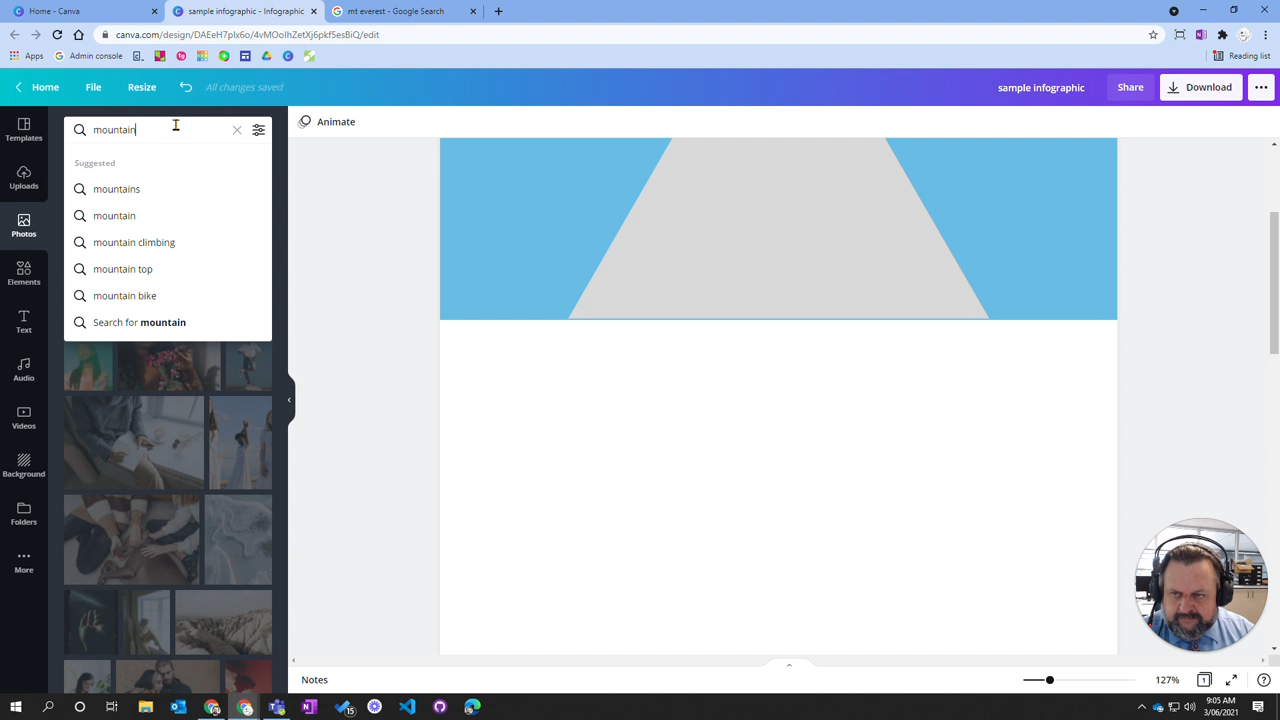 Home - Canva
sample infographic - Infographic
mt everest - Google Search
canva.com/design/DAEeH7plx6o/4vMOolhZetXj6pkf5esBiQ/edit
Apps
Admin console
Reading list
Home
File
Resize
All changes saved
sample infographic
Share
Download
Templates
Uploads
Photos
Elements
Text
Audio
Videos
Background
Folders
More
mountain
Suggested
mountains
mountain
mountain climbing
mountain top
mountain bike
Search for mountain
Animate
Notes
127%
1
15
9:05 AM
3/06/2021